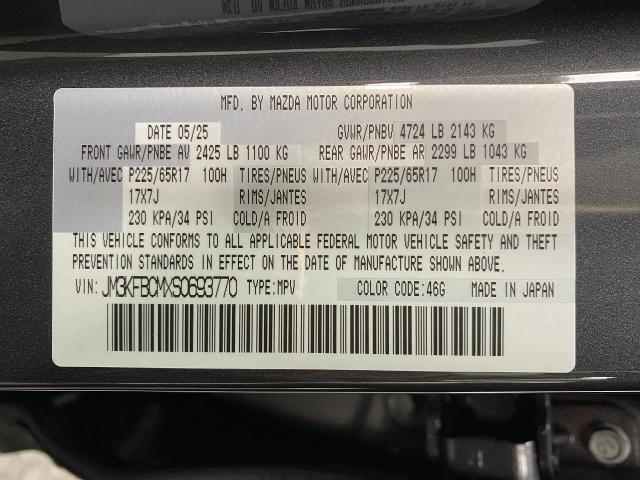 MFD. BY MAZDA MOTOR CORPORATION
DATE 05/25 GVWR/PNBV 4724 LB 2143 KG
FRONT GAWR/PNBE AV 2425 LB 1100 KG REAR GAWR/PNBE AR 2299 LB 1043 KG
WITH/AVEC P225/65R17 100H TIRES/PNEUS WITH/AVEC P225/65R17 100H TIRES/PNEUS
17X7J RIMS/JANTES 17X7J RIMS/JANTES
230 KPA/34 PSI COLD/A FROID 230 KPA/34 PSI COLD/A FROID
THIS VEHICLE CONFORMS TO ALL APPLICABLE FEDERAL MOTOR VEHICLE SAFETY AND THEFT
PREVENTION STANDARDS IN EFFECT ON THE DATE OF MANUFACTURE SHOWN ABOVE.
VIN: JM3KFBCMXS0693770 TYPE:MPV COLOR CODE:46G MADE IN JAPAN